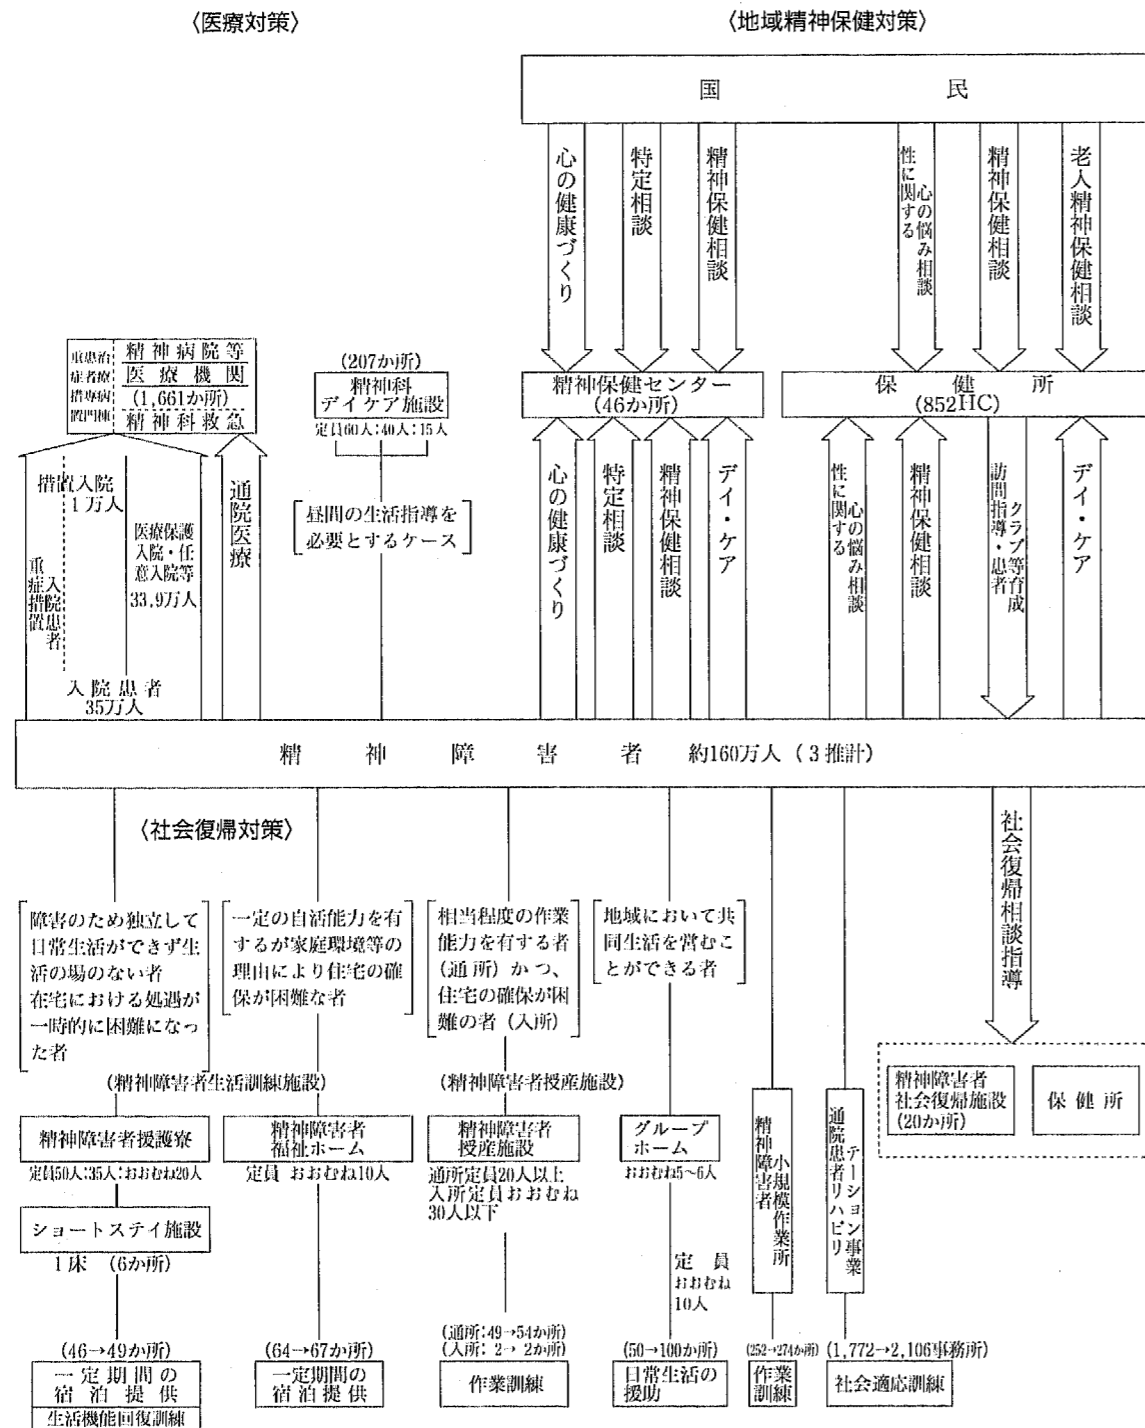 〈医療対策〉
〈地域精神保健対策〉
国民
心の健康づくり
特定相談
精神保健相談
性に関する
心の悩み相談
精神保健相談
老人精神保健相談
重症措置
患者専門
治療病棟
精神病院等
医療機関
(1,661か所)
精神科救急
(207か所)
精神科
デイケア施設
定員60人:40人:15人
精神保健センター
(46か所)
保健所
(852HC)
措置入院
1万人
医療保護
入院・任
意入院等
33.9万人
重症措置
入院患者
入院患者
35万人
通院医療
昼間の生活指導を
必要とするケース
心の健康づくり
特定相談
精神保健相談
デイ・ケア
性に関する
心の悩み相談
精神保健相談
訪問指導・患者
クラブ等育成
デイ・ケア
精神障害者 約160万人(3推計)
〈社会復帰対策〉
障害のため独立して
日常生活ができず生
活の場のない者
在宅における処遇が
一時的に困難になっ
た者
一定の自活能力を有
するが家庭環境等の
理由により住宅の確
保が困難な者
相当程度の作業
能力を有する者
(通所)かつ、
住宅の確保が困
難の者(入所)
地域において共
同生活を営むこ
とができる者
社会復帰相談指導
(精神障害者生活訓練施設)
(精神障害者授産施設)
精神障害者援護寮
定員50人:35人:おおむね20人
精神障害者
福祉ホーム
定員 おおむね10人
精神障害者
授産施設
通所定員20人以上
入所定員おおむね
30人以下
グループ
ホーム
おおむね5~6人
精神障害者
小規模作業所
通院患者リハビリ
テーション事業
精神障害者
社会復帰施設
(20か所)
保健所
ショートステイ施設
1床 (6か所)
定員
おおむね
10人
(46→49か所)
一定期間の
宿泊提供
生活機能回復訓練
(64→67か所)
一定期間の
宿泊提供
(通所:49→54か所)
(入所:2→2か所)
作業訓練
(50→100か所)
日常生活の
援助
(252→274か所)
作業
訓練
(1,772→2,106事務所)
社会適応訓練